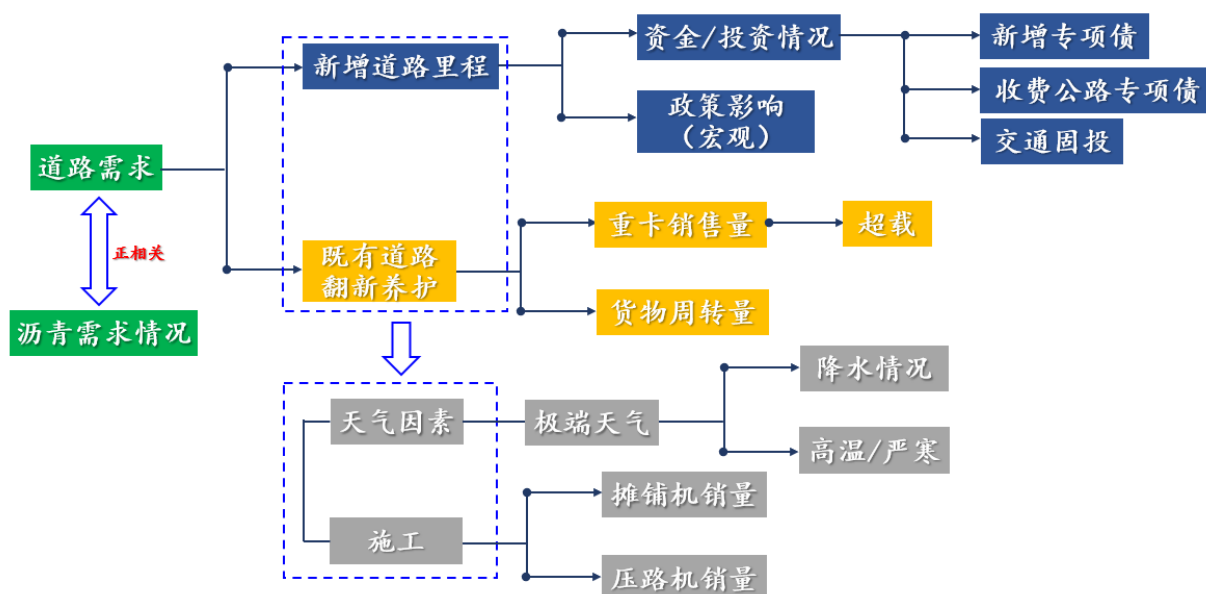 新增道路里程
资金/投资情况
新增专项债
收费公路专项债
政策影响
（宏观）
交通固投
道路需求
正相关
沥青需求情况
既有道路
翻新养护
重卡销售量
超载
货物周转量
天气因素
极端天气
降水情况
高温/严寒
施工
摊铺机销量
压路机销量